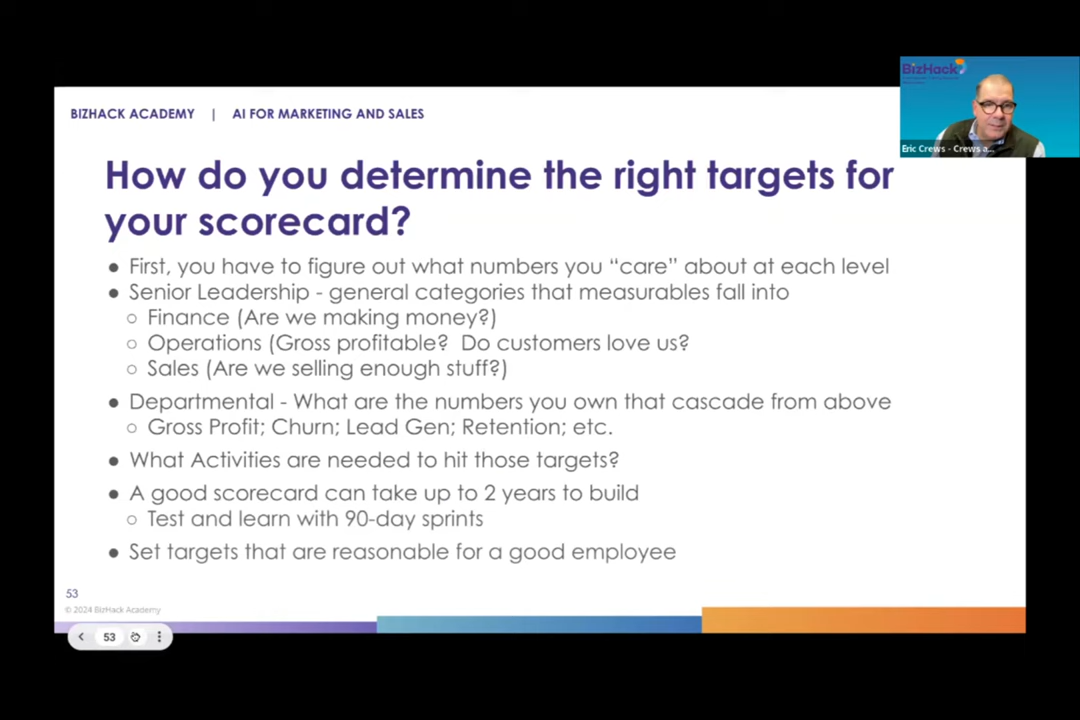 BizHack
Eric Crews - Crews a...
BIZHACK ACADEMY | AI FOR MARKETING AND SALES
How do you determine the right targets for
your scorecard?
● First, you have to figure out what numbers you “care” about at each level
● Senior Leadership - general categories that measurables fall into
○ Finance (Are we making money?)
○ Operations (Gross profitable?  Do customers love us?
○ Sales (Are we selling enough stuff?)
● Departmental - What are the numbers you own that cascade from above
○ Gross Profit; Churn; Lead Gen; Retention; etc.
● What Activities are needed to hit those targets?
● A good scorecard can take up to 2 years to build
○ Test and learn with 90-day sprints
● Set targets that are reasonable for a good employee
53
© 2024 BizHack Academy
53